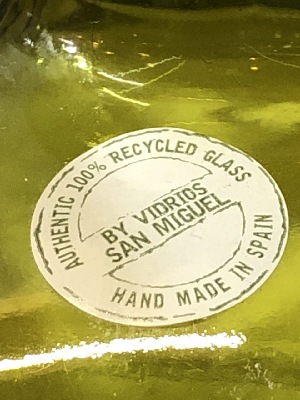 AUTHENTIC 100% RECYCLED GLASS
BY VIDRIOS
SAN MIGUEL
HAND MADE IN SPAIN